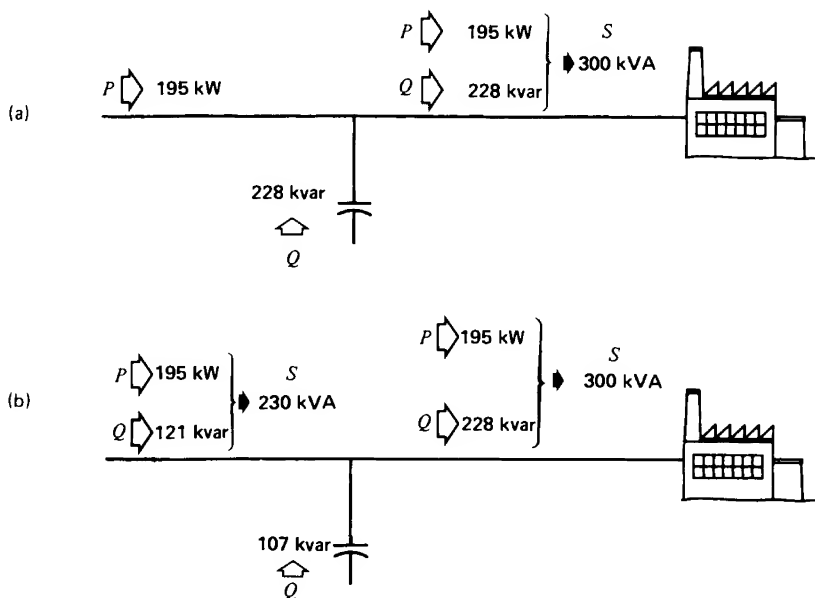 (a)
P 195 kW
P 195 kW
Q 228 kvar
S
300 kVA
228 kvar
Q
(b)
P 195 kW
Q 121 kvar
S
230 kVA
P 195 kW
Q 228 kvar
S
300 kVA
107 kvar
Q